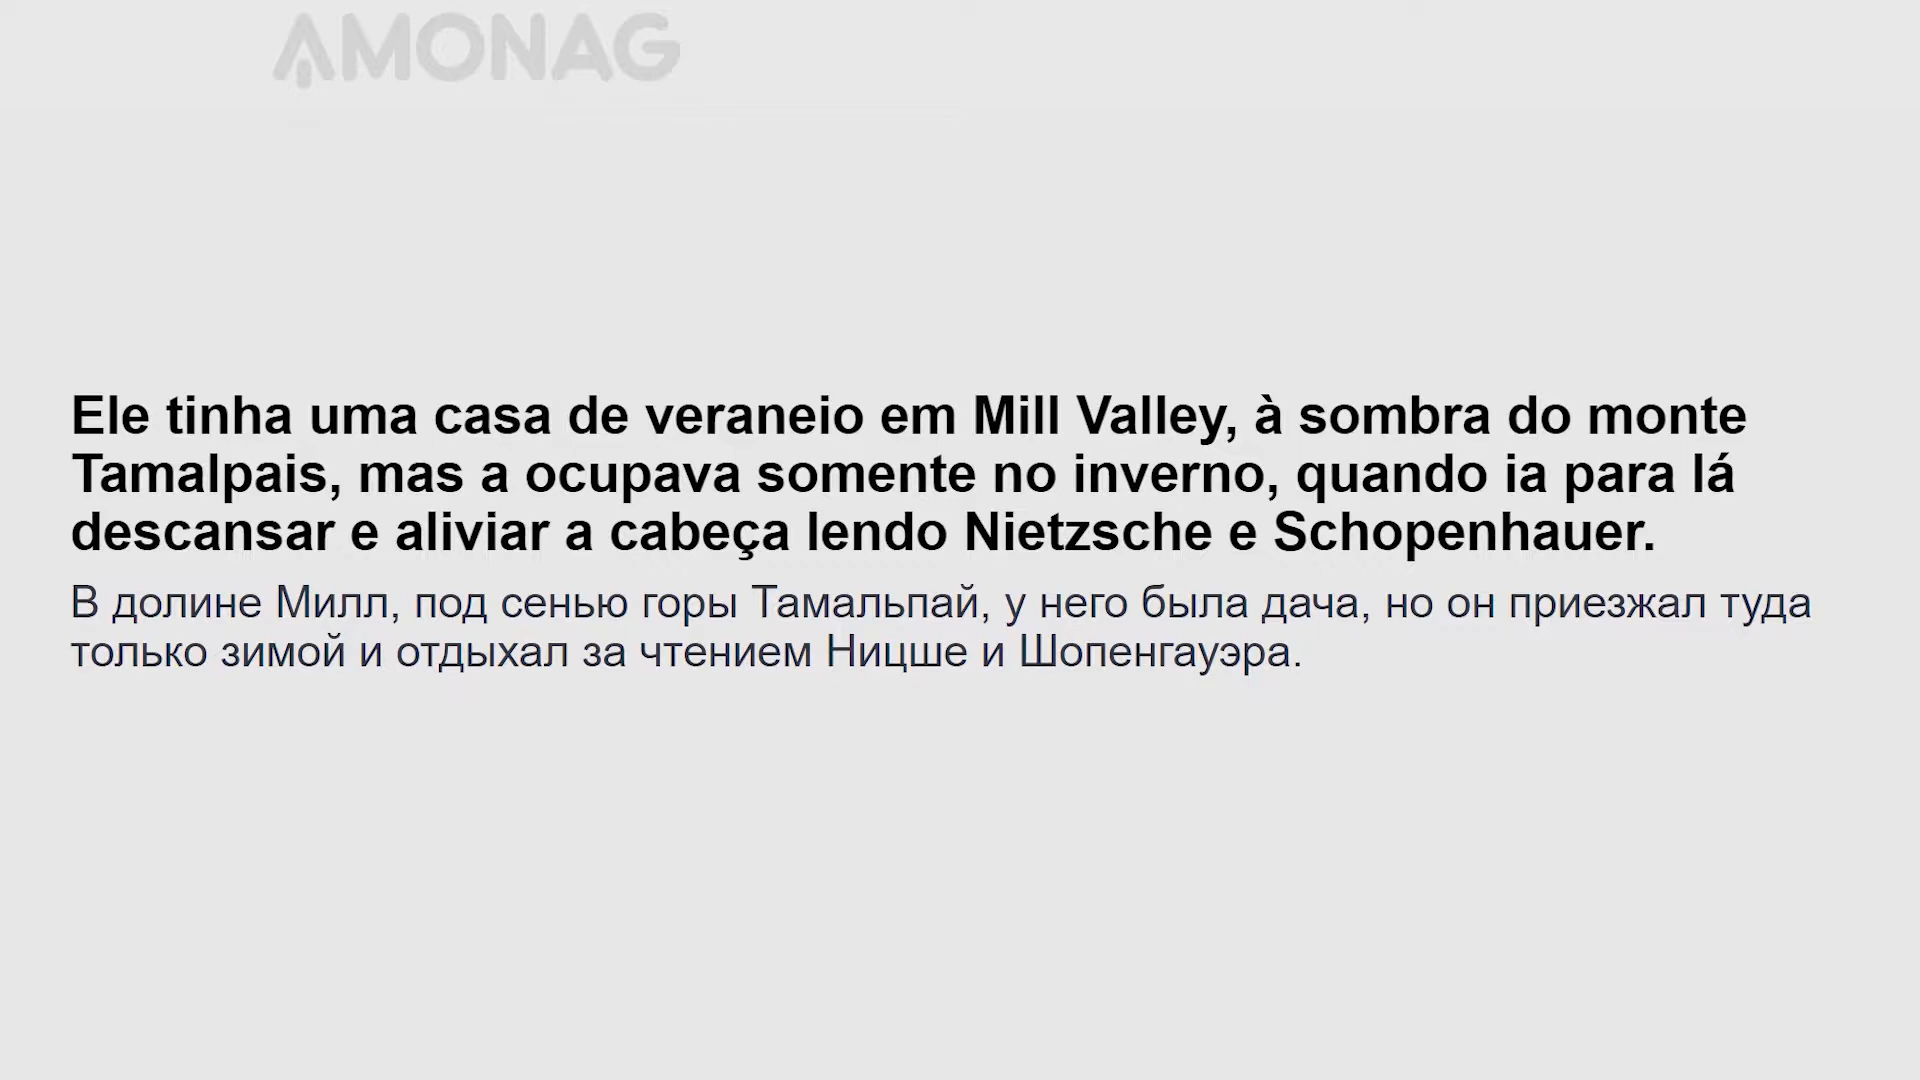 AMONAG
Ele tinha uma casa de veraneio em Mill Valley, à sombra do monte
Tamalpais, mas a ocupava somente no inverno, quando ia para lá
descansar e aliviar a cabeça lendo Nietzsche e Schopenhauer.
В долине Милл, под сенью горы Тамальпай, у него была дача, но он приезжал туда
только зимой и отдыхал за чтением Ницше и Шопенгауэра.